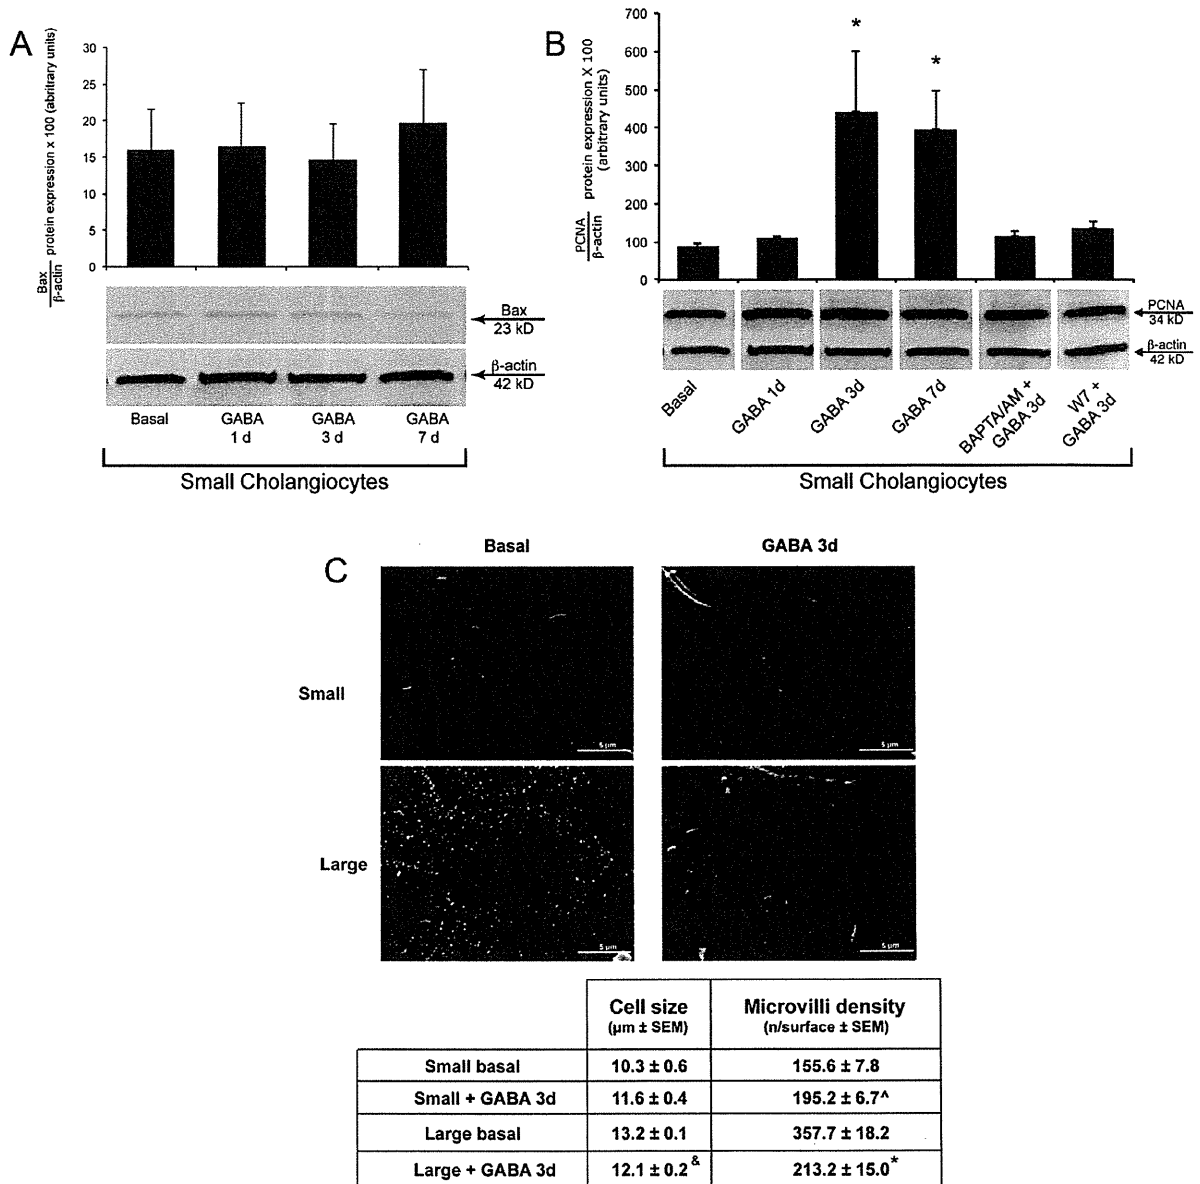 A
Bax
β-actin
protein expression x 100 (abritrary units)
30
25
20
15
10
5
0
Bax
23 kD
β-actin
42 kD
Basal
GABA
1 d
GABA
3 d
GABA
7 d
Small Cholangiocytes
B
PCNA
β-actin
protein expression X 100
(arbitrary units)
700
600
500
400
300
200
100
0
*
*
PCNA
34 kD
β-actin
42 kD
Basal
GABA 1d
GABA 3d
GABA 7d
BAPTA/AM +
GABA 3d
W7 +
GABA 3d
Small Cholangiocytes
C
Basal
GABA 3d
Small
5 µm
5 µm
Large
5 µm
5 µm
Cell size
(µm ± SEM)
Microvilli density
(n/surface ± SEM)
Small basal
10.3 ± 0.6
155.6 ± 7.8
Small + GABA 3d
11.6 ± 0.4
195.2 ± 6.7^
Large basal
13.2 ± 0.1
357.7 ± 18.2
Large + GABA 3d
12.1 ± 0.2&
213.2 ± 15.0*